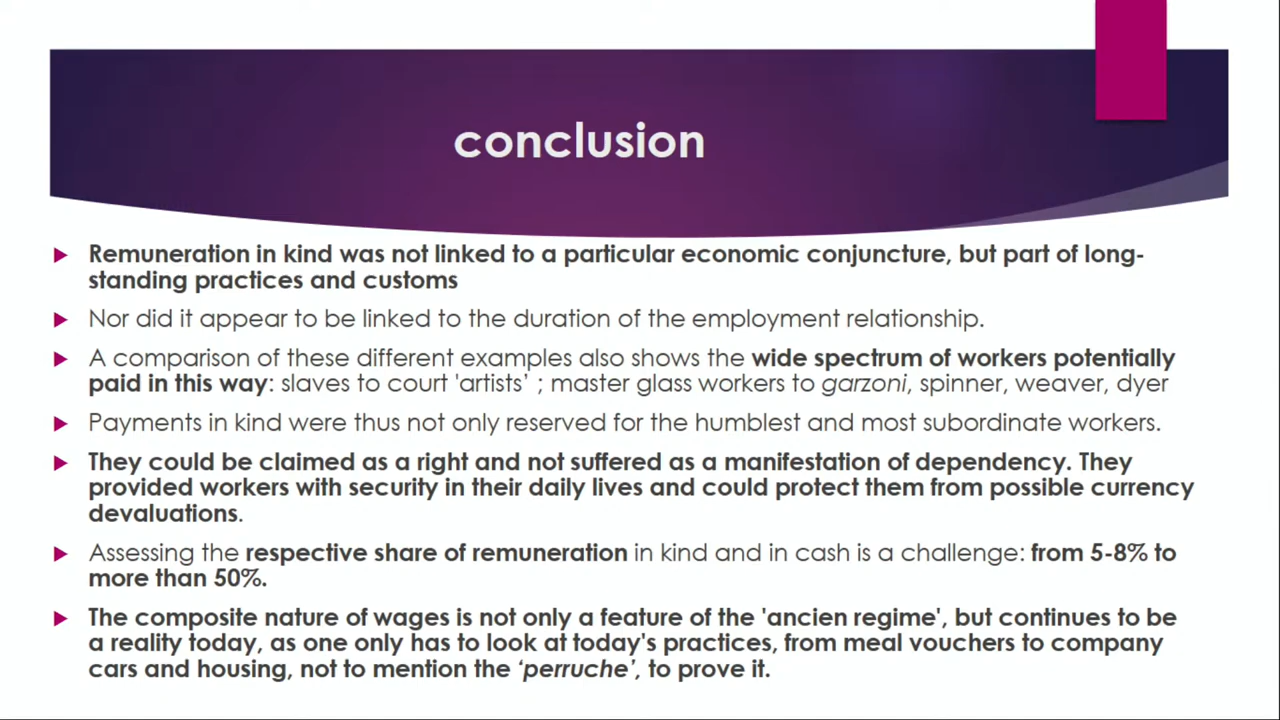 conclusion
Remuneration in kind was not linked to a particular economic conjuncture, but part of long-
standing practices and customs
Nor did it appear to be linked to the duration of the employment relationship.
A comparison of these different examples also shows the wide spectrum of workers potentially
paid in this way: slaves to court 'artists’ ; master glass workers to garzoni, spinner, weaver, dyer
Payments in kind were thus not only reserved for the humblest and most subordinate workers.
They could be claimed as a right and not suffered as a manifestation of dependency. They
provided workers with security in their daily lives and could protect them from possible currency
devaluations.
Assessing the respective share of remuneration in kind and in cash is a challenge: from 5-8% to
more than 50%.
The composite nature of wages is not only a feature of the 'ancien regime', but continues to be
a reality today, as one only has to look at today's practices, from meal vouchers to company
cars and housing, not to mention the ‘perruche’, to prove it.